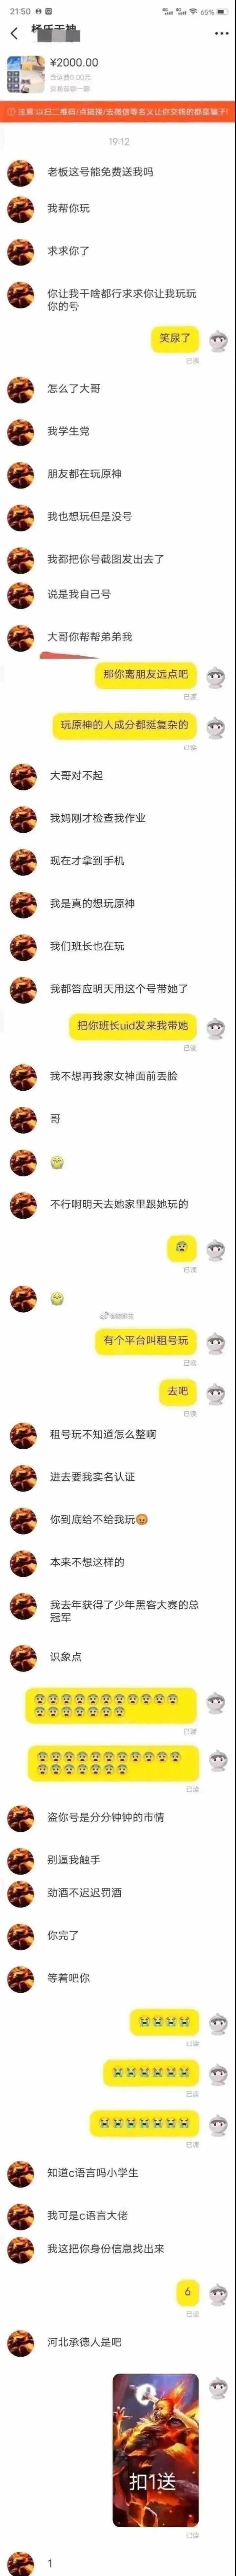 21:50
65%
¥2000.00
含运费0.00元
交易前聊一聊
注意 以扫二维码/点链接/去微信等名义让你交钱的都是骗子!
19:12
老板这号能免费送我吗
我帮你玩
求求你了
你让我干啥都行求求你让我玩玩
你的号
笑尿了
已读
怎么了大哥
我学生党
朋友都在玩原神
我也想玩但是没号
我都把你号截图发出去了
说是我自己号
大哥你帮帮弟弟我
那你离朋友远点吧
已读
玩原神的人成分都挺复杂的
已读
大哥对不起
我妈刚才检查我作业
现在才拿到手机
我是真的想玩原神
我们班长也在玩
我都答应明天用这个号带她了
把你班长uid发来我带她
已读
我不想再我家女神面前丢脸
哥
不行啊明天去她家里跟她玩的
已读
有个平台叫租号玩
已读
去吧
已读
租号玩不知道怎么整啊
进去要我实名认证
你到底给不给我玩😡
本来不想这样的
我去年获得了少年黑客大赛的总
冠军
识象点
已读
已读
盗你号是分分钟钟的市情
别逼我触手
劲酒不迟迟罚酒
你完了
等着吧你
😭😭😭😭
已读
😭😭😭😭😭😭
已读
😭😭😭😭😭😭😭
已读
知道c语言吗小学生
我可是c语言大佬
我这把你身份信息找出来
6
已读
河北承德人是吧
扣1送
已读
1